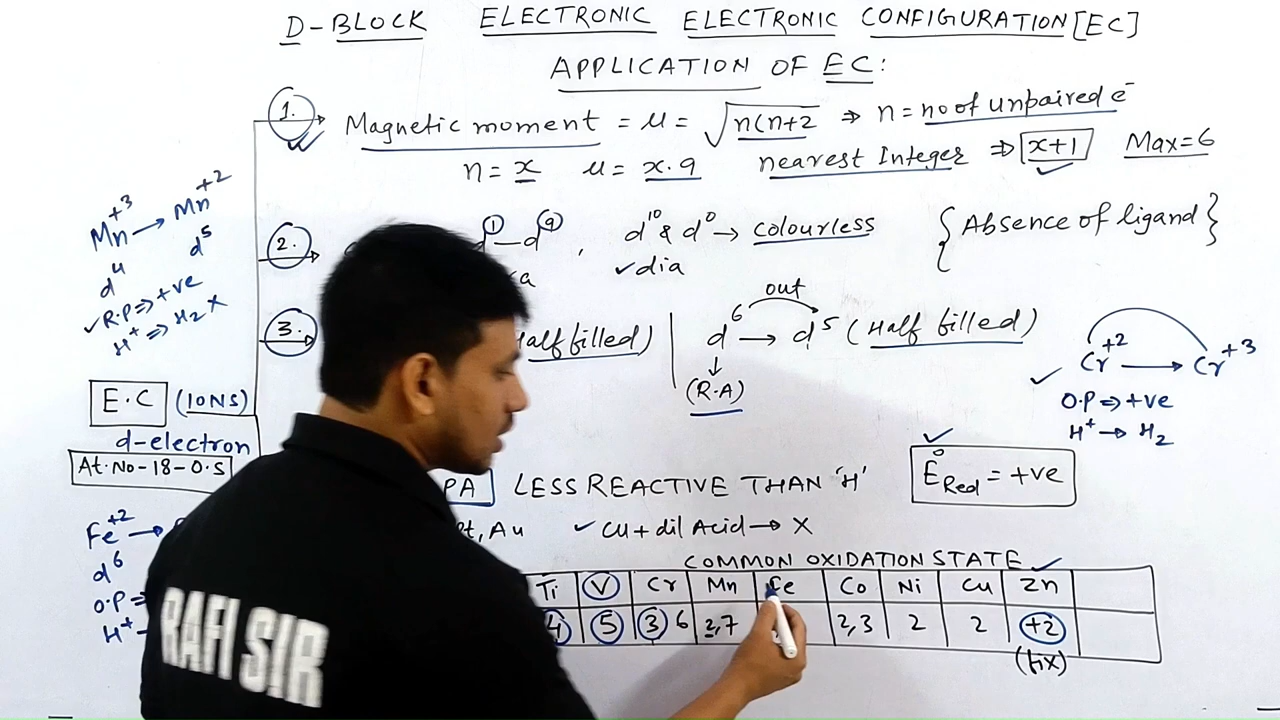 D-BLOCK ELECTRONIC ELECTRONIC CONFIGURATION [EC]
APPLICATION OF EC:
1. Magnetic moment = μ = √n(n+2 ⇒ n = no of unpaired e⁻
n = x μ = x.9 nearest Integer ⇒ x+1 Max=6
Mn⁺³ → Mn⁺²
d⁴ d⁵
✓R.P ⇒ +ve
H⁺ ⇒ H₂ X
2. d¹ – d⁹, d¹⁰ & d⁰ → colourless {Absence of ligand}
✓dia
3. Half filled) | d⁶ → d⁵ (Half filled)
out
(R.A)
Cr⁺² → Cr⁺³
✓ O.P ⇒ +ve
H⁺ → H₂
E.C (IONS)
d-electron
At.No-18-O.S
PA LESS REACTIVE THAN 'H' ✓ E°Red = +ve
Pt, Au ✓ Cu + dil Acid → X
Fe⁺² →
d⁶
O.P ⇒
H⁺
COMMON OXIDATION STATE ✓
Ti V Cr Mn Fe Co Ni Cu Zn
4 5 3 6 2,7 2,3 2 2 +2
(fix)
RAFI SIR